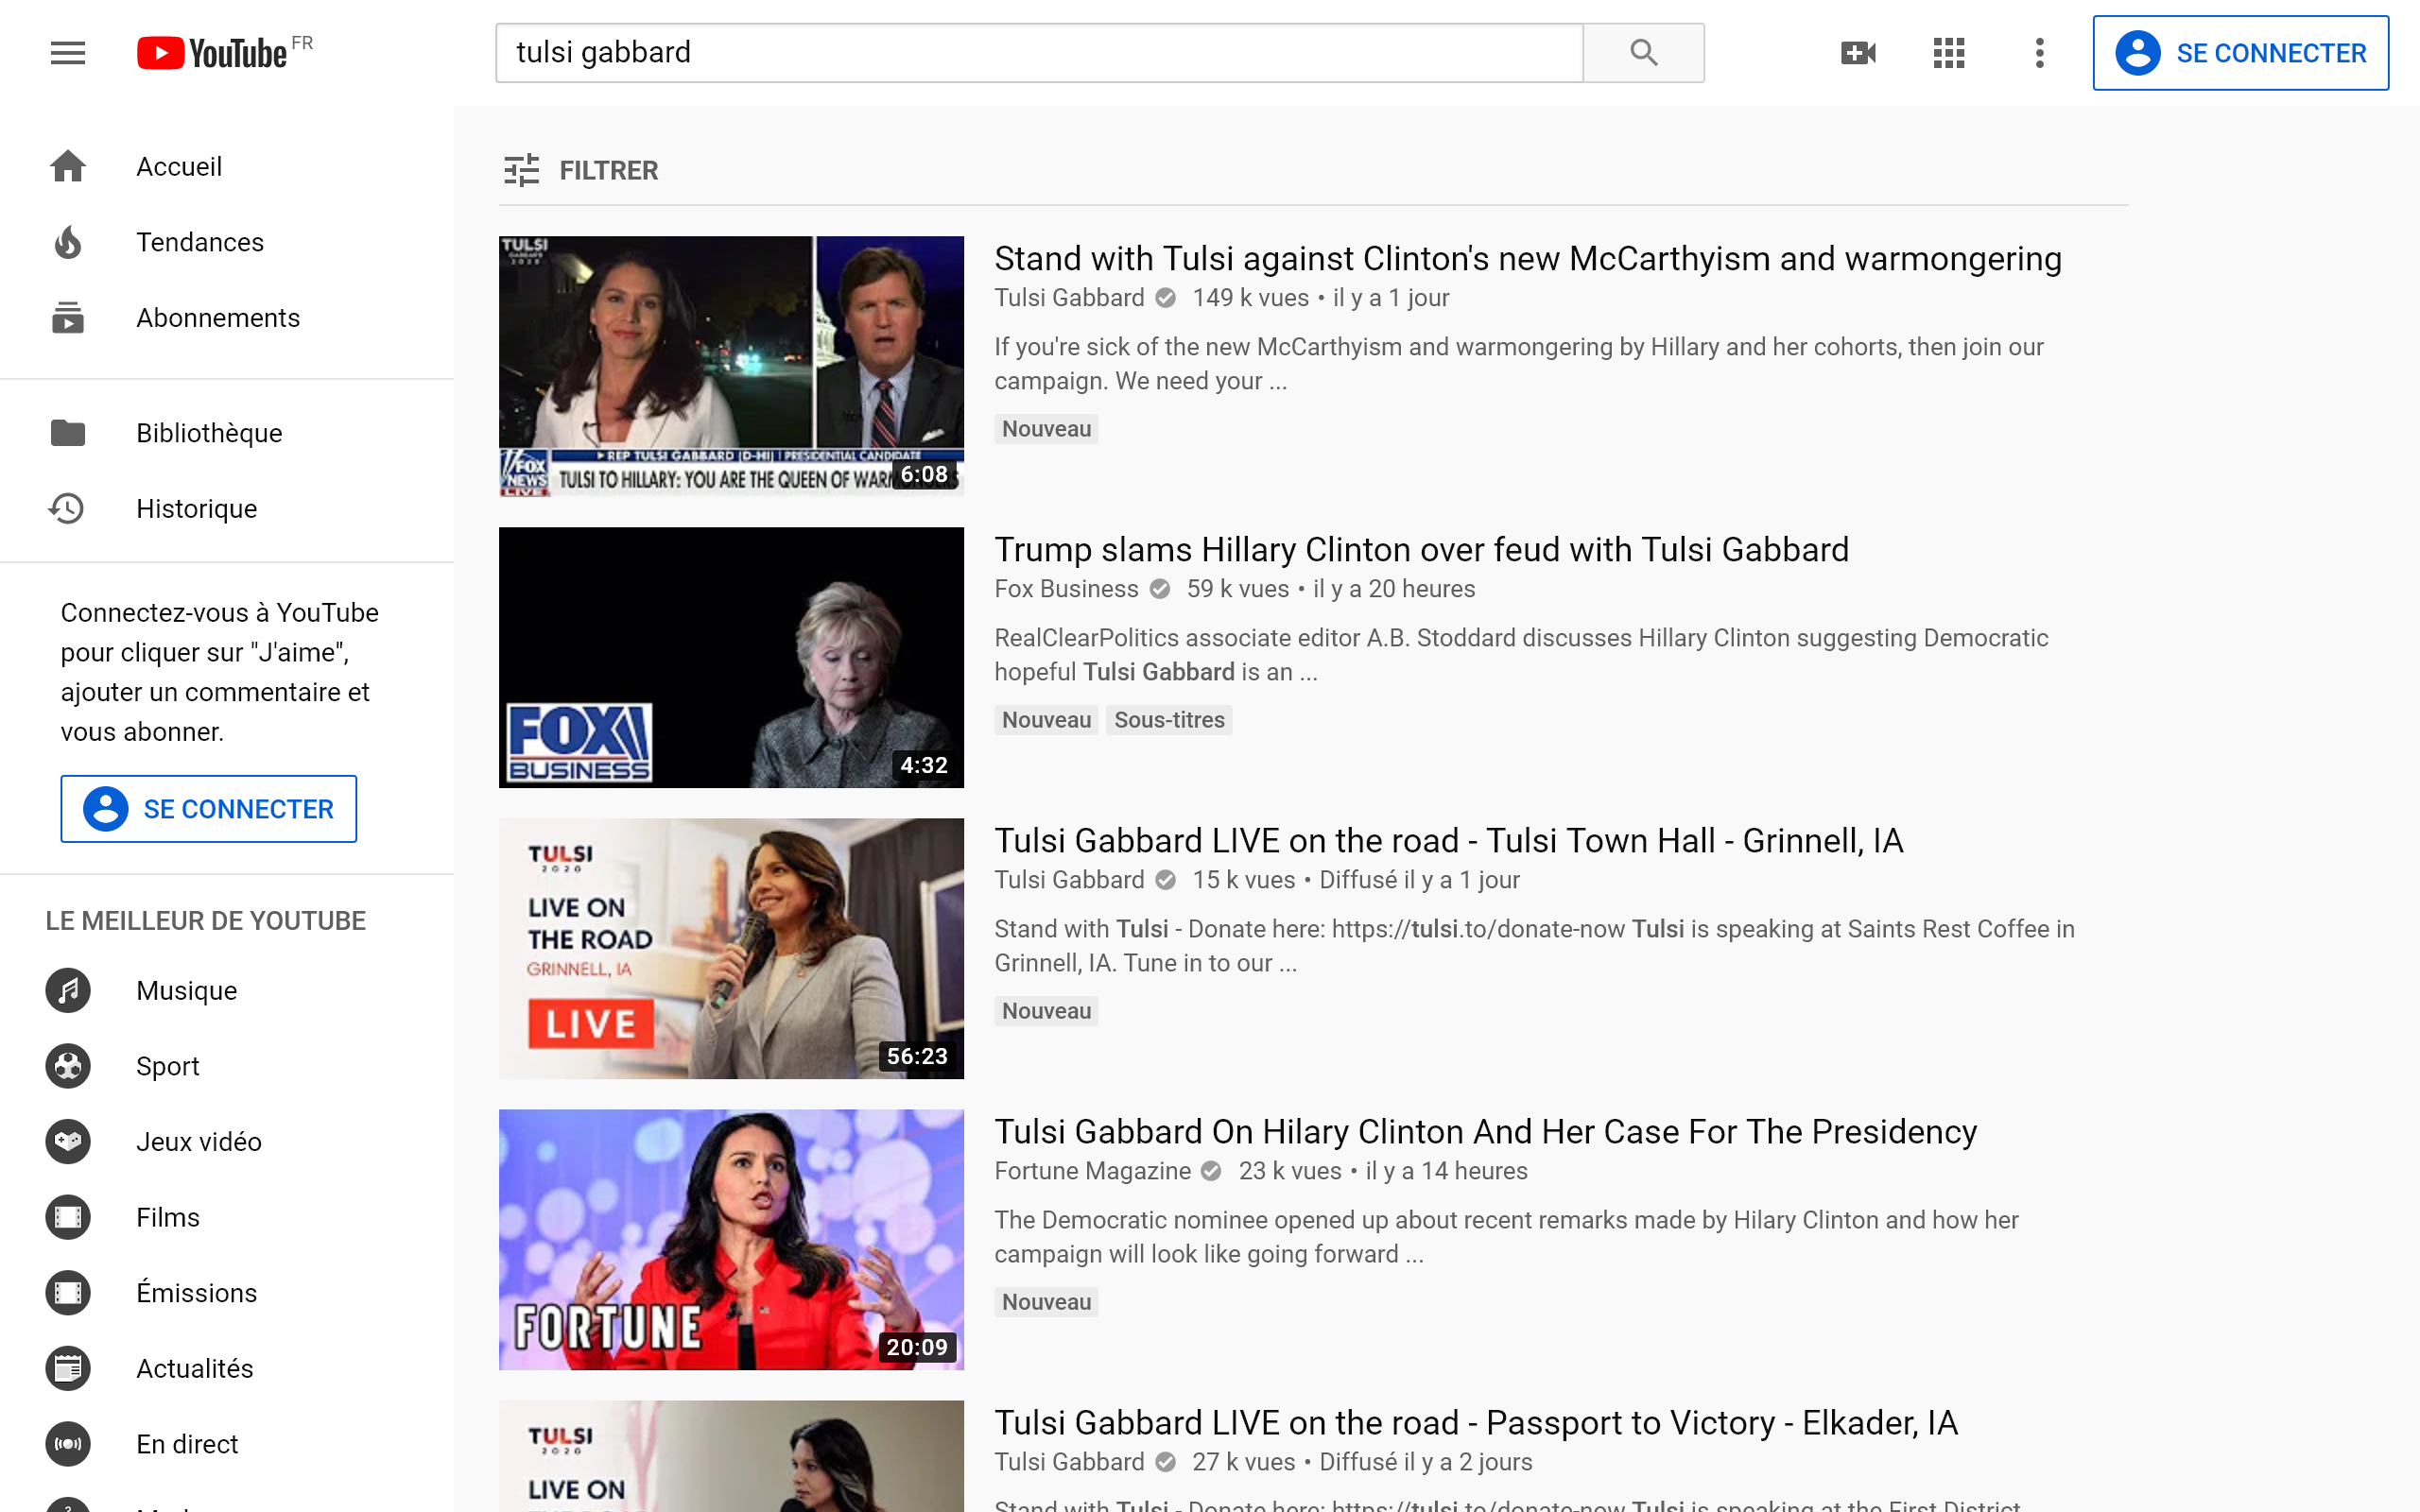 YouTube FR
tulsi gabbard
SE CONNECTER
Accueil
Tendances
Abonnements
Bibliothèque
Historique
Connectez-vous à YouTube
pour cliquer sur "J'aime",
ajouter un commentaire et
vous abonner.
SE CONNECTER
LE MEILLEUR DE YOUTUBE
Musique
Sport
Jeux vidéo
Films
Émissions
Actualités
En direct
FILTRER
TULSI
GABBARD
2020
REP TULSI GABBARD (D-HI) | PRESIDENTIAL CANDIDATE
FOX
NEWS
LIVE
TULSI TO HILLARY: YOU ARE THE QUEEN OF
6:08
Stand with Tulsi against Clinton's new McCarthyism and warmongering
Tulsi Gabbard 149 k vues • il y a 1 jour
If you're sick of the new McCarthyism and warmongering by Hillary and her cohorts, then join our
campaign. We need your ...
Nouveau
FOX
BUSINESS
4:32
Trump slams Hillary Clinton over feud with Tulsi Gabbard
Fox Business 59 k vues • il y a 20 heures
RealClearPolitics associate editor A.B. Stoddard discusses Hillary Clinton suggesting Democratic
hopeful Tulsi Gabbard is an ...
Nouveau Sous-titres
TULSI
2020
LIVE ON
THE ROAD
GRINNELL, IA
LIVE
56:23
Tulsi Gabbard LIVE on the road - Tulsi Town Hall - Grinnell, IA
Tulsi Gabbard 15 k vues • Diffusé il y a 1 jour
Stand with Tulsi - Donate here: https://tulsi.to/donate-now Tulsi is speaking at Saints Rest Coffee in
Grinnell, IA. Tune in to our ...
Nouveau
FORTUNE
20:09
Tulsi Gabbard On Hilary Clinton And Her Case For The Presidency
Fortune Magazine 23 k vues • il y a 14 heures
The Democratic nominee opened up about recent remarks made by Hilary Clinton and how her
campaign will look like going forward ...
Nouveau
TULSI
2020
LIVE ON
Tulsi Gabbard LIVE on the road - Passport to Victory - Elkader, IA
Tulsi Gabbard 27 k vues • Diffusé il y a 2 jours
Stand with Tulsi - Donate here: https://tulsi.to/donate-now Tulsi is speaking at the First District